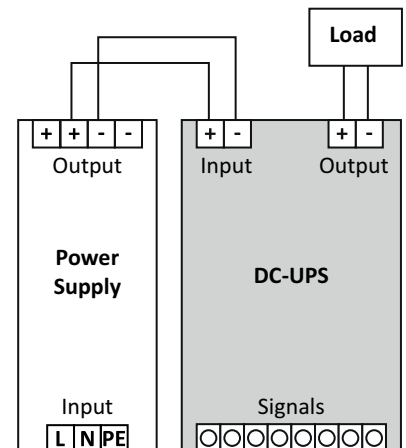 Load
+ + - -
+ -
+ -
Output
Input
Output
Power
Supply
DC-UPS
Input
Signals
L N PE